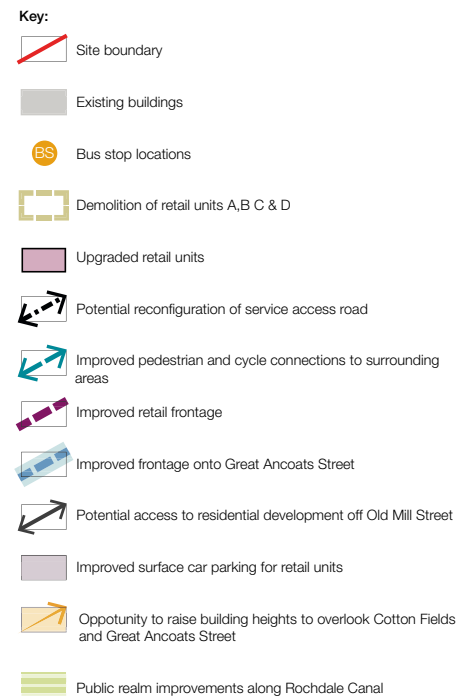 Key:
Site boundary
Existing buildings
BS
Bus stop locations
Demolition of retail units A,B C & D
Upgraded retail units
Potential reconfiguration of service access road
Improved pedestrian and cycle connections to surrounding
areas
Improved retail frontage
Improved frontage onto Great Ancoats Street
Potential access to residential development off Old Mill Street
Improved surface car parking for retail units
Oppotunity to raise building heights to overlook Cotton Fields
and Great Ancoats Street
Public realm improvements along Rochdale Canal